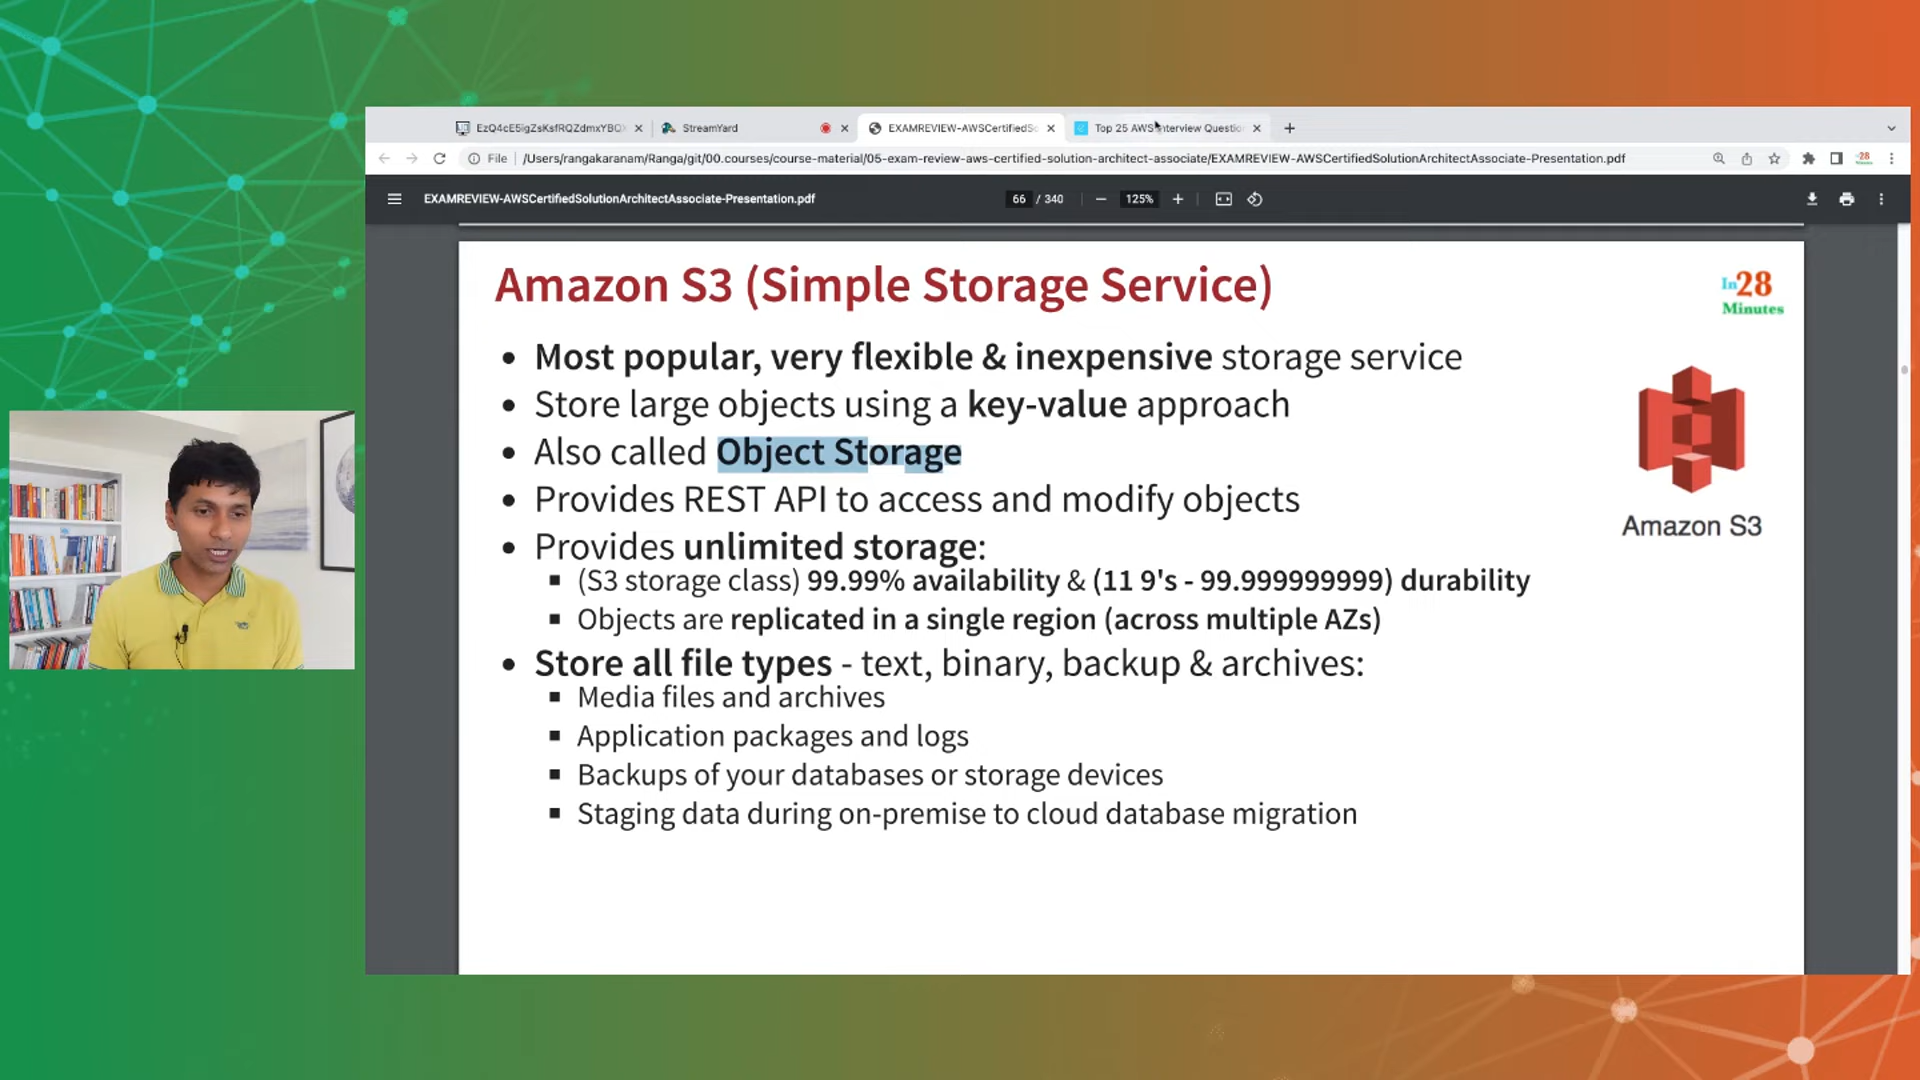 EzQ4cE5igZsKsfRQZdmxYBQX
StreamYard
EXAMREVIEW-AWSCertifiedSo
Top 25 AWS Interview Question
File
/Users/rangakaranam/Ranga/git/00.courses/course-material/05-exam-review-aws-certified-solution-architect-associate/EXAMREVIEW-AWSCertifiedSolutionArchitectAssociate-Presentation.pdf
EXAMREVIEW-AWSCertifiedSolutionArchitectAssociate-Presentation.pdf
66 / 340
125%
Amazon S3 (Simple Storage Service)
In28
Minutes
• Most popular, very flexible & inexpensive storage service
• Store large objects using a key-value approach
• Also called Object Storage
• Provides REST API to access and modify objects
• Provides unlimited storage:
▪ (S3 storage class) 99.99% availability & (11 9's - 99.999999999) durability
▪ Objects are replicated in a single region (across multiple AZs)
• Store all file types - text, binary, backup & archives:
▪ Media files and archives
▪ Application packages and logs
▪ Backups of your databases or storage devices
▪ Staging data during on-premise to cloud database migration
Amazon S3